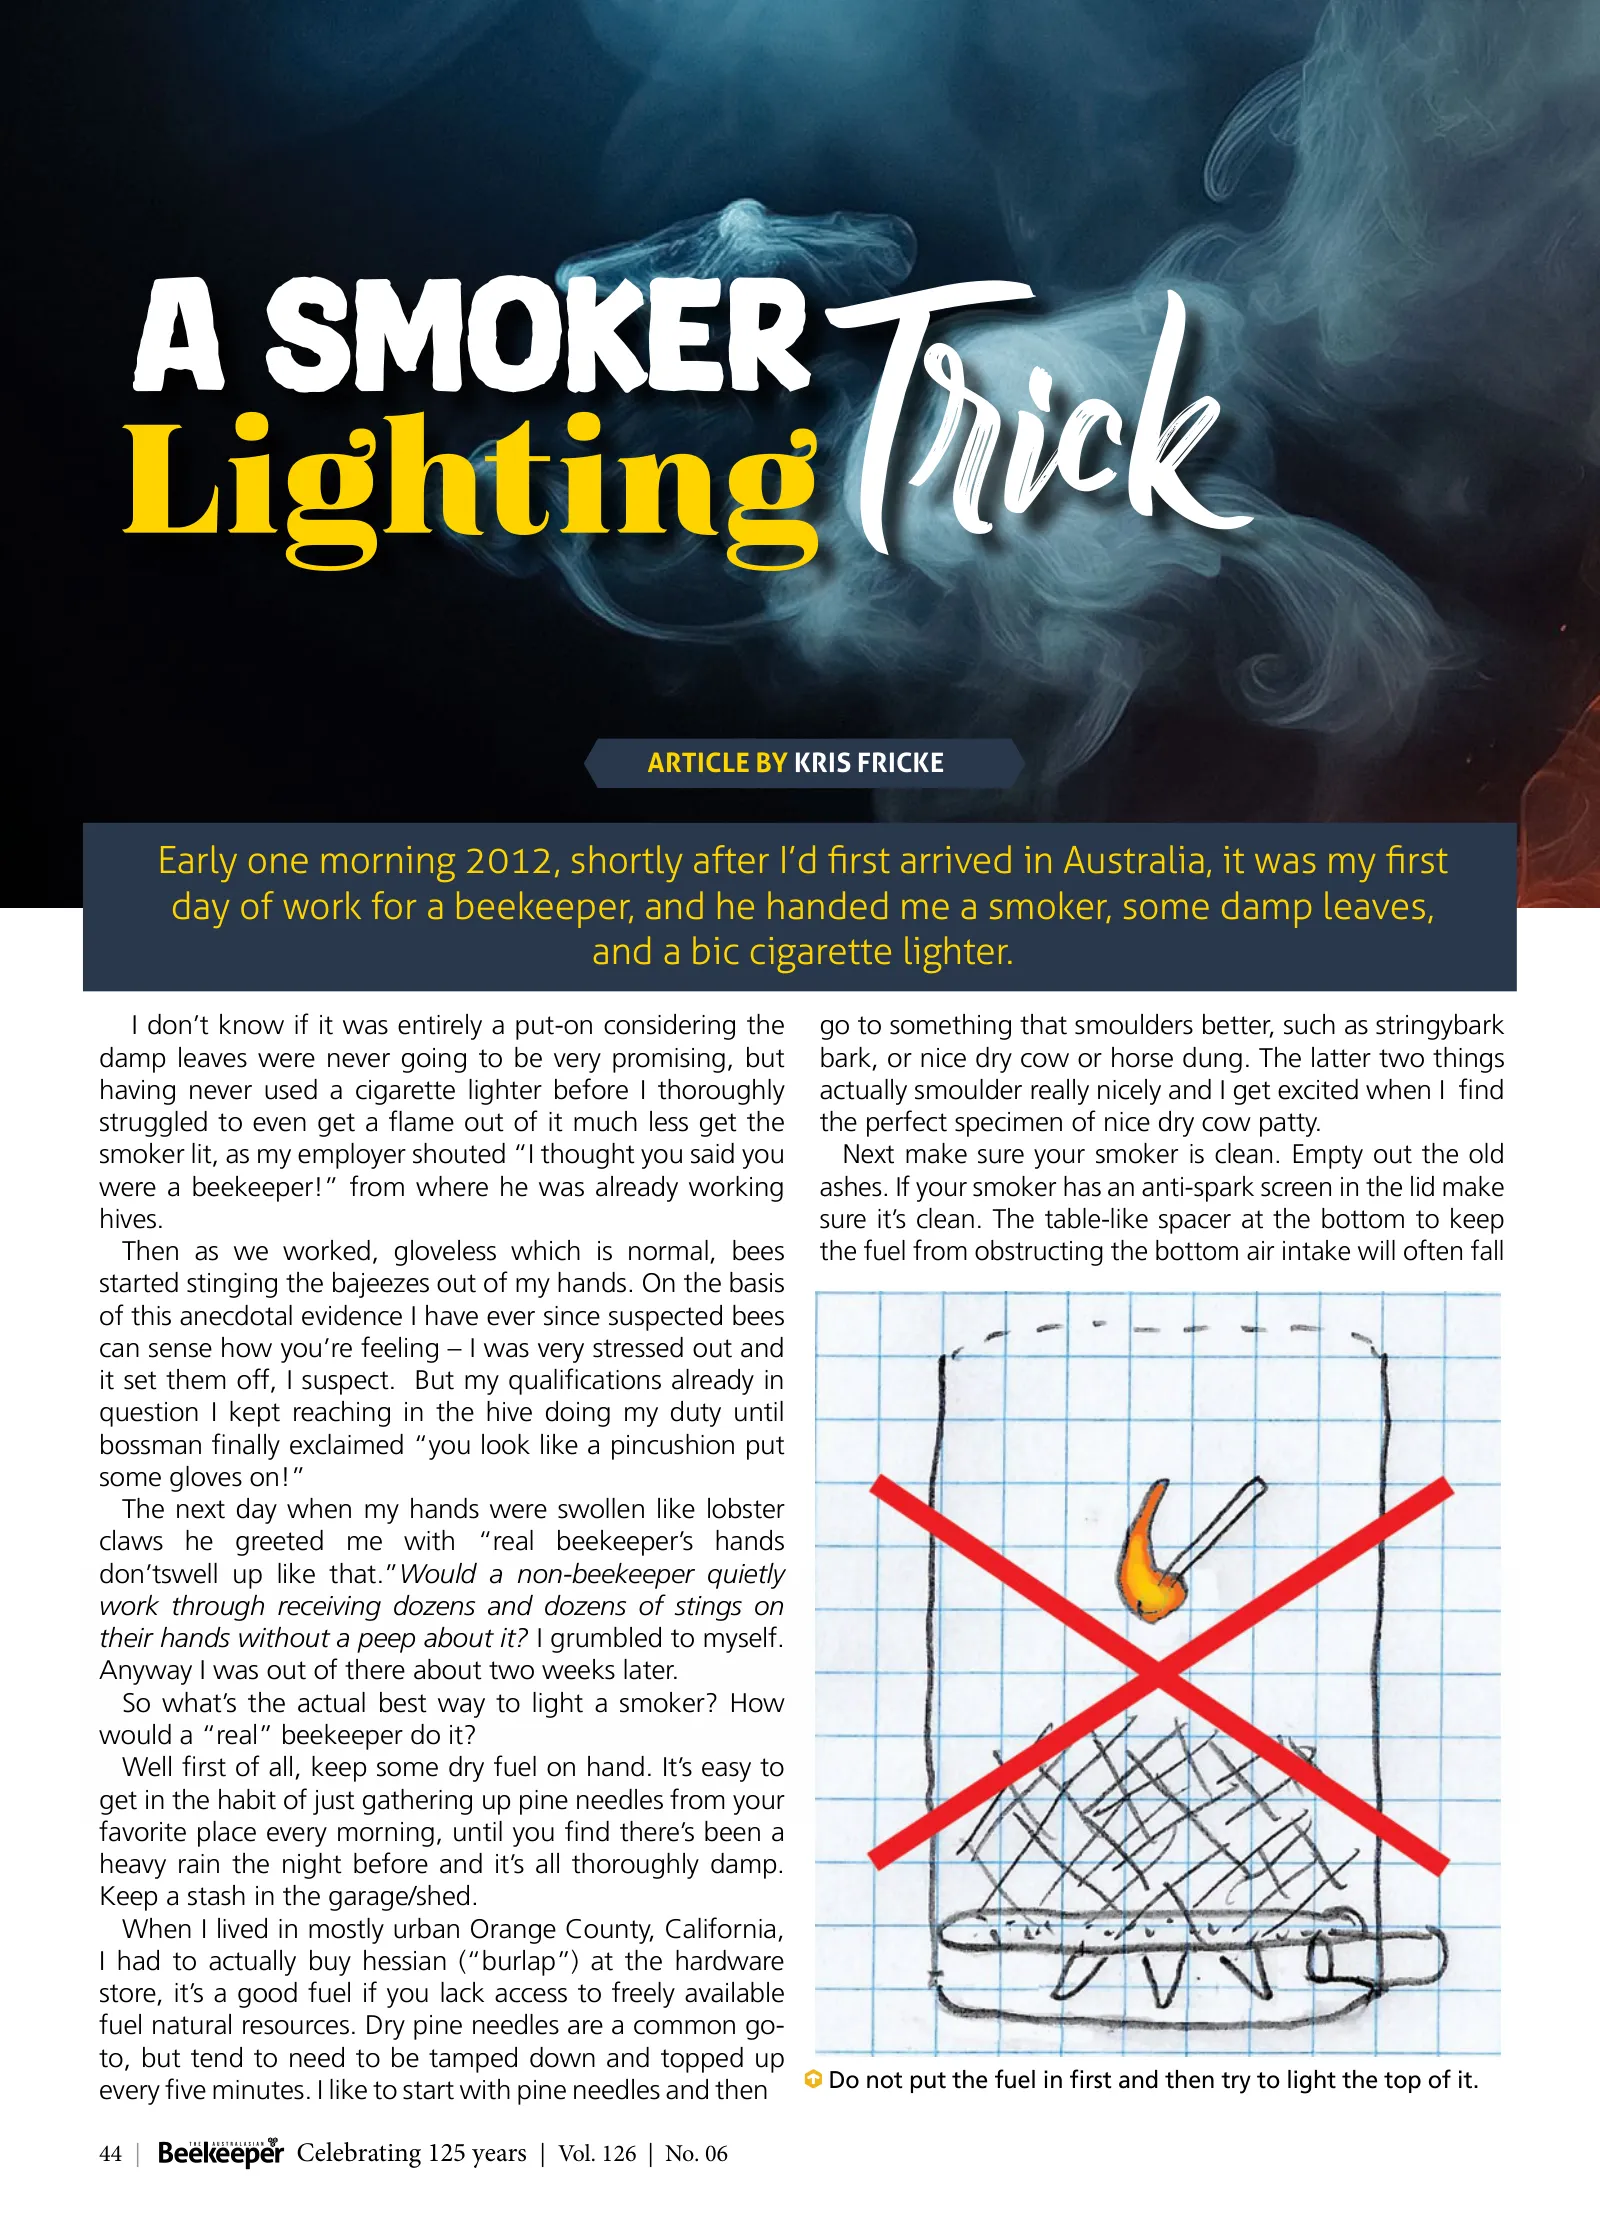 A SMOKER
Lighting
Trick
ARTICLE BY KRIS FRICKE
Early one morning 2012, shortly after I’d first arrived in Australia, it was my first
day of work for a beekeeper, and he handed me a smoker, some damp leaves,
and a bic cigarette lighter.
I don’t know if it was entirely a put-on considering the
damp leaves were never going to be very promising, but
having never used a cigarette lighter before I thoroughly
struggled to even get a flame out of it much less get the
smoker lit, as my employer shouted “I thought you said you
were a beekeeper!” from where he was already working
hives.
Then as we worked, gloveless which is normal, bees
started stinging the bajeezes out of my hands. On the basis
of this anecdotal evidence I have ever since suspected bees
can sense how you’re feeling – I was very stressed out and
it set them off, I suspect. But my qualifications already in
question I kept reaching in the hive doing my duty until
bossman finally exclaimed “you look like a pincushion put
some gloves on!”
The next day when my hands were swollen like lobster
claws he greeted me with “real beekeeper’s hands
don’tswell up like that.”Would a non-beekeeper quietly
work through receiving dozens and dozens of stings on
their hands without a peep about it? I grumbled to myself.
Anyway I was out of there about two weeks later.
So what’s the actual best way to light a smoker? How
would a “real” beekeeper do it?
Well first of all, keep some dry fuel on hand. It’s easy to
get in the habit of just gathering up pine needles from your
favorite place every morning, until you find there’s been a
heavy rain the night before and it’s all thoroughly damp.
Keep a stash in the garage/shed.
When I lived in mostly urban Orange County, California,
I had to actually buy hessian (“burlap”) at the hardware
store, it’s a good fuel if you lack access to freely available
fuel natural resources. Dry pine needles are a common go-
to, but tend to need to be tamped down and topped up
every five minutes. I like to start with pine needles and then
go to something that smoulders better, such as stringybark
bark, or nice dry cow or horse dung. The latter two things
actually smoulder really nicely and I get excited when I find
the perfect specimen of nice dry cow patty.
Next make sure your smoker is clean. Empty out the old
ashes. If your smoker has an anti-spark screen in the lid make
sure it’s clean. The table-like spacer at the bottom to keep
the fuel from obstructing the bottom air intake will often fall
Do not put the fuel in first and then try to light the top of it.
44 | THE AUSTRALASIAN Beekeeper Celebrating 125 years | Vol. 126 | No. 06